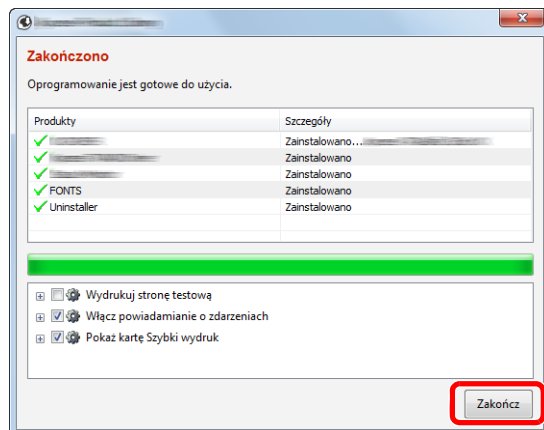 Zakończono
Oprogramowanie jest gotowe do użycia.
Produkty Szczegóły
Zainstalowano...
Zainstalowano
Zainstalowano
FONTS Zainstalowano
Uninstaller Zainstalowano
Wydrukuj stronę testową
Włącz powiadamianie o zdarzeniach
Pokaż kartę Szybki wydruk
Zakończ